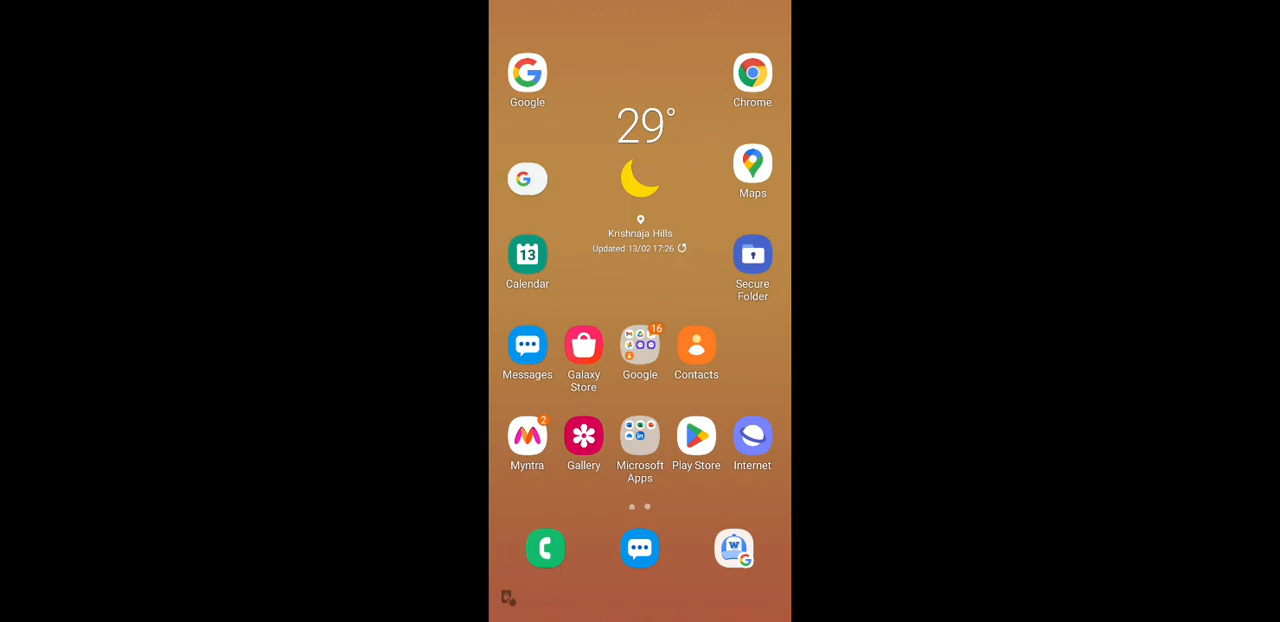 Google
Chrome
29°
Maps
Krishnaja Hills
Updated 13/02 17:26
13
Calendar
Secure
Folder
16
Messages
Galaxy
Store
Google
Contacts
2
Myntra
Gallery
Microsoft
Apps
Play Store
Internet
W